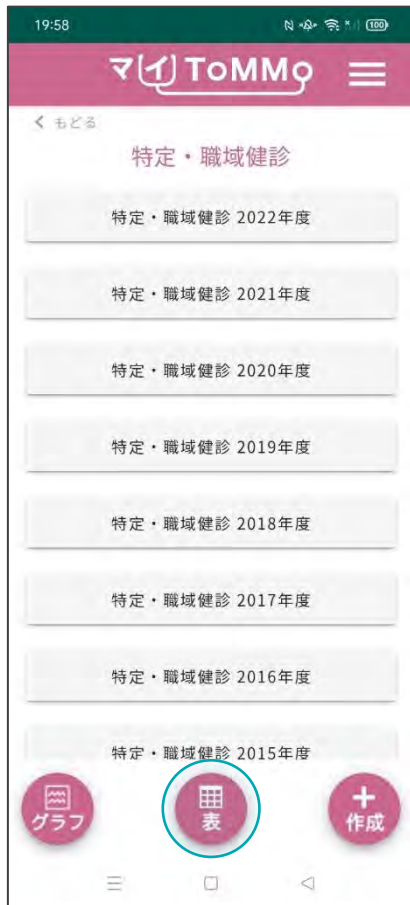 19:58
100
マイ ToMMo
もどる
特定・職域健診
特定・職域健診 2022年度
特定・職域健診 2021年度
特定・職域健診 2020年度
特定・職域健診 2019年度
特定・職域健診 2018年度
特定・職域健診 2017年度
特定・職域健診 2016年度
特定・職域健診 2015年度
グラフ
表
作成